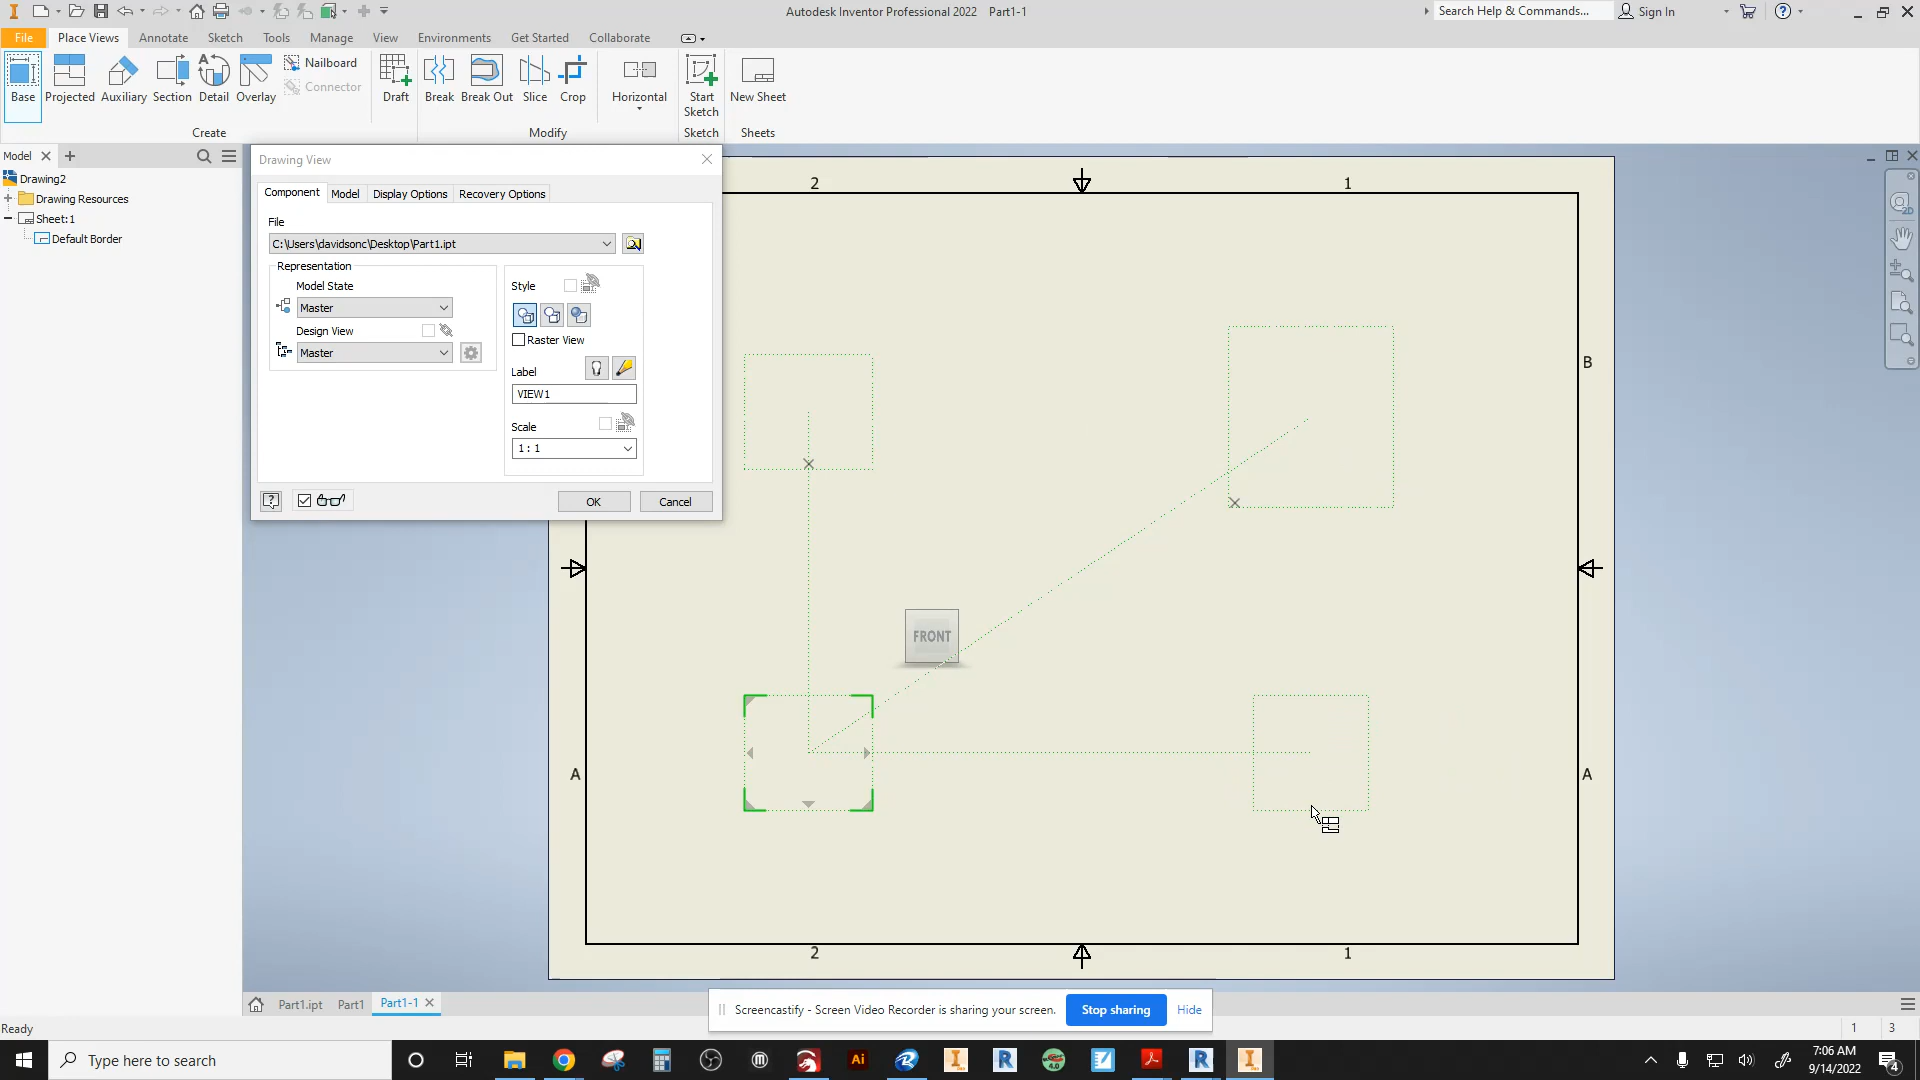 Autodesk Inventor Professional 2022 Part1-1
Search Help & Commands...
Sign In
File
Place Views
Annotate
Sketch
Tools
Manage
View
Environments
Get Started
Collaborate
Base
Projected
Auxiliary
Section
Detail
Overlay
Nailboard
Connector
Draft
Break
Break Out
Slice
Crop
Horizontal
Start
Sketch
New Sheet
Create
Modify
Sketch
Sheets
Model
Drawing2
Drawing Resources
Sheet:1
Default Border
Drawing View
Component
Model
Display Options
Recovery Options
File
C:\Users\davidsonc\Desktop\Part1.ipt
Representation
Model State
Master
Design View
Master
Style
Raster View
Label
VIEW1
Scale
1 : 1
OK
Cancel
2
1
B
FRONT
A
A
2
1
Part1.ipt
Part1
Part1-1
Screencastify - Screen Video Recorder is sharing your screen.
Stop sharing
Hide
Ready
1
3
Type here to search
Ai
4.0
7:06 AM
9/14/2022
4